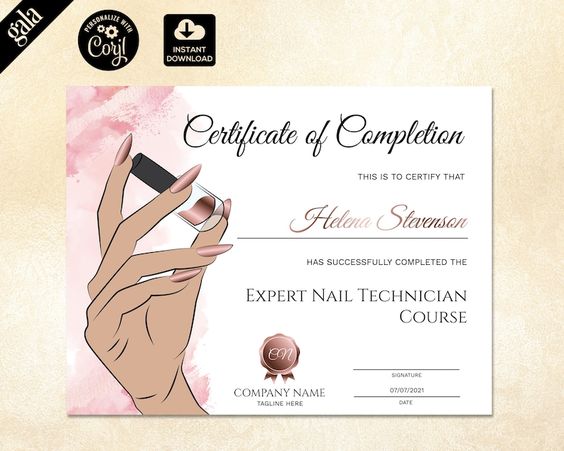 gala
PERSONALIZE WITH
Corjl
INSTANT
DOWNLOAD
Certificate of Completion
THIS IS TO CERTIFY THAT
Helena Stevenson
HAS SUCCESSFULLY COMPLETED THE
EXPERT NAIL TECHNICIAN
COURSE
CN
COMPANY NAME
TAGLINE HERE
SIGNATURE
07/07/2021
DATE